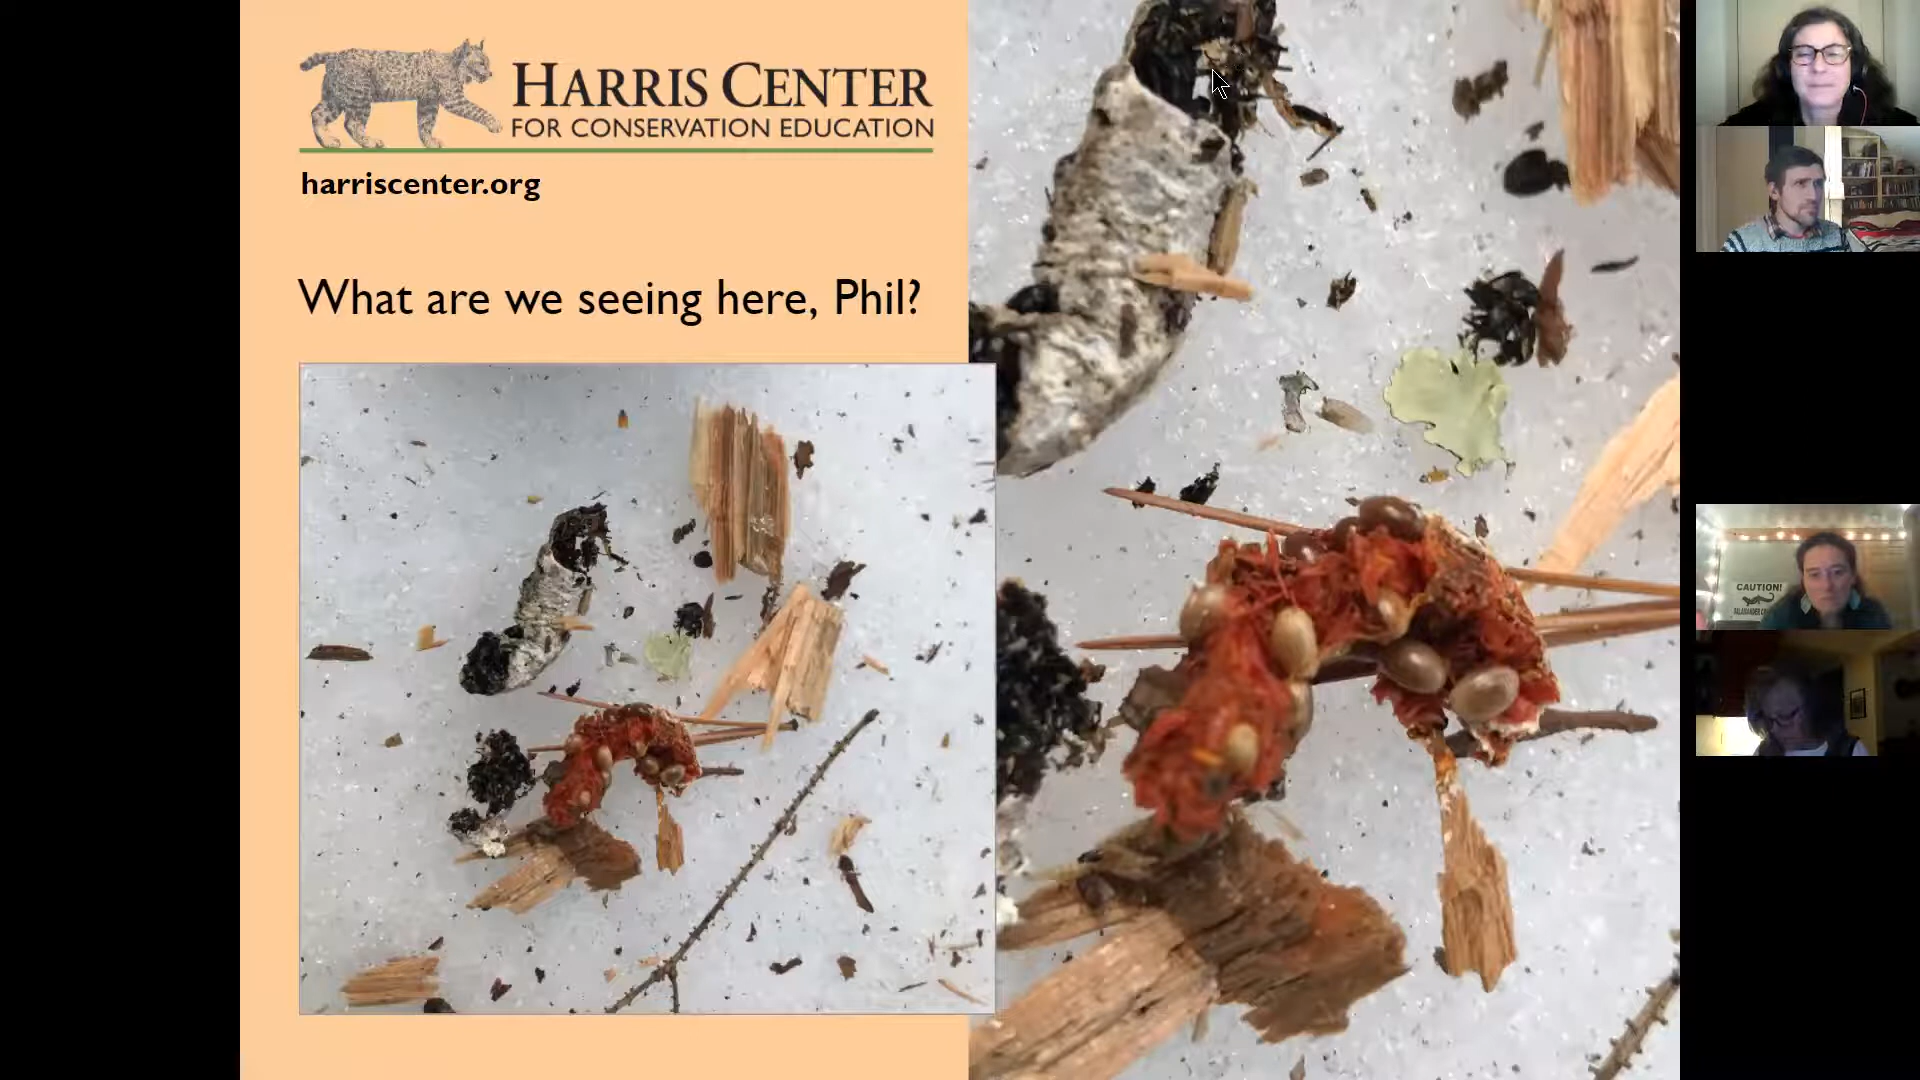 HARRIS CENTER
FOR CONSERVATION EDUCATION
harriscenter.org
What are we seeing here, Phil?
CAUTION!